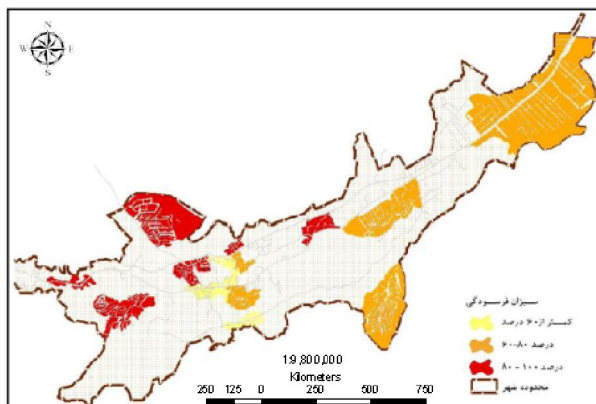 N
W E
S
میزان فرسودگی
کمتر از ۶۰ درصد
۶۰-۸۰ درصد
۸۰ - ۱۰۰ درصد
محدوده شهر
1:9,800,000
Kilometers
250 125 0 250 500 750